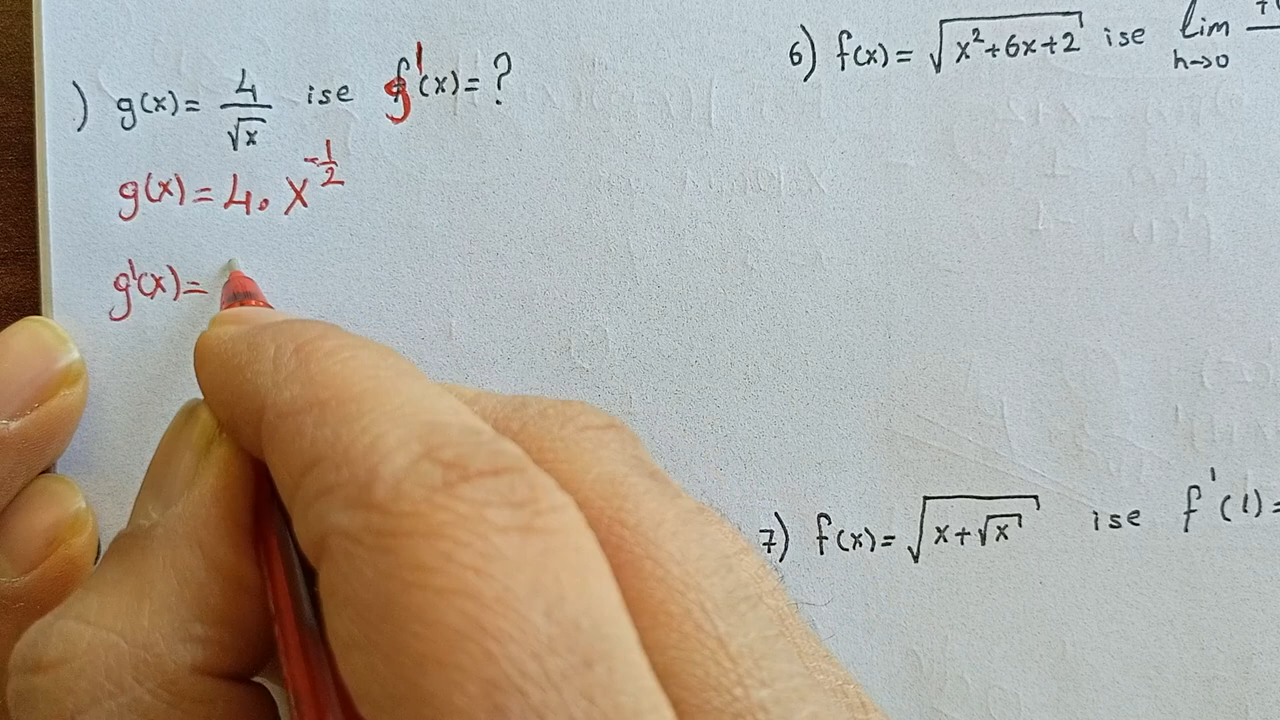 ) g(x) = 4/√x ise g'(x) = ?
g(x) = 4 . x^-1/2
g'(x) =
6) f(x) = √(x²+6x+2) ise lim h→0
7) f(x) = √(x+√x) ise f'(1) =